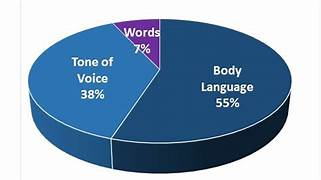 Words
7%
Tone of
Voice
38%
Body
Language
55%